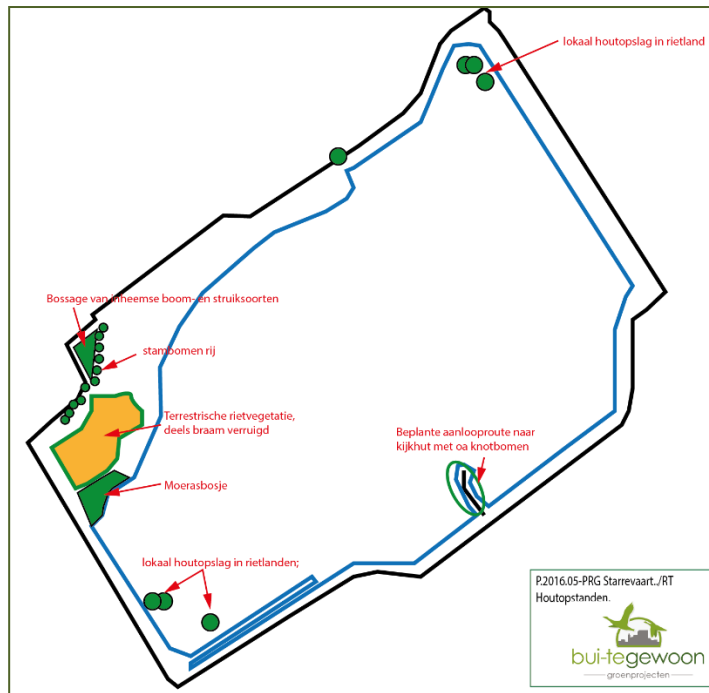 lokaal houtopslag in rietland
Bossage van inheemse boom- en struiksoorten
stambomen rij
Terrestrische rietvegetatie,
deels braam verruigd
Beplante aanlooproute naar
kijkhut met oa knotbomen
Moerasbosje
lokaal houtopslag in rietlanden;
P.2016.05-PRG Starrevaart../RT
Houtopstanden.
bui-tegewoon
groenprojecten